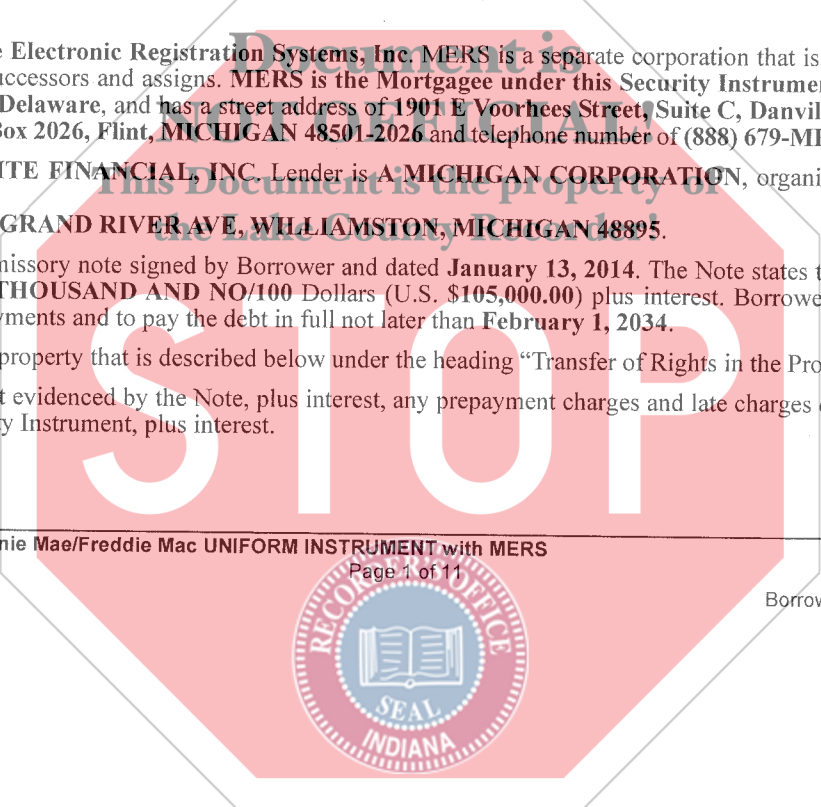 Document is
NOT OFFICIAL!
This Document is the property of
the Lake County Recorder!
e Electronic Registration Systems, Inc. MERS is a separate corporation that is
uccessors and assigns. MERS is the Mortgagee under this Security Instrume
Delaware, and has a street address of 1901 E Voorhees Street, Suite C, Danvil
Box 2026, Flint, MICHIGAN 48501-2026 and telephone number of (888) 679-ME
ITE FINANCIAL, INC. Lender is A MICHIGAN CORPORATION, organi
GRAND RIVER AVE, WILLIAMSTON, MICHIGAN 48895.
missory note signed by Borrower and dated January 13, 2014. The Note states t
THOUSAND AND NO/100 Dollars (U.S. $105,000.00) plus interest. Borrowe
yments and to pay the debt in full not later than February 1, 2034.
property that is described below under the heading “Transfer of Rights in the Pro
t evidenced by the Note, plus interest, any prepayment charges and late charges
y Instrument, plus interest.
STOP
nie Mae/Freddie Mac UNIFORM INSTRUMENT with MERS
Page 1 of 11
Borrow
RECORDER'S OFFICE
SEAL
INDIANA